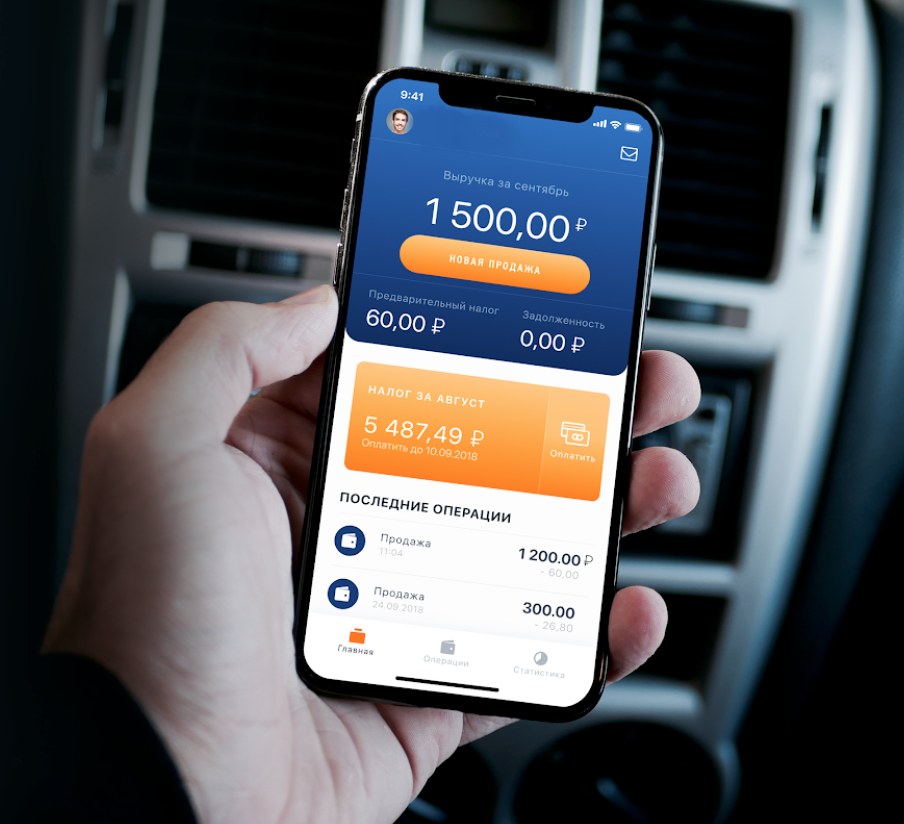 9:41
Выручка за сентябрь
1 500,00 ₽
НОВАЯ ПРОДАЖА
Предварительный налог
60,00 ₽
Задолженность
0,00 ₽
НАЛОГ ЗА АВГУСТ
5 487,49 ₽
Оплатить до 10.09.2018
Оплатить
ПОСЛЕДНИЕ ОПЕРАЦИИ
Продажа
11:04
1 200.00 ₽
- 60,00
Продажа
24.09.2018
300.00
- 26,80
Главная
Операции
Статистика